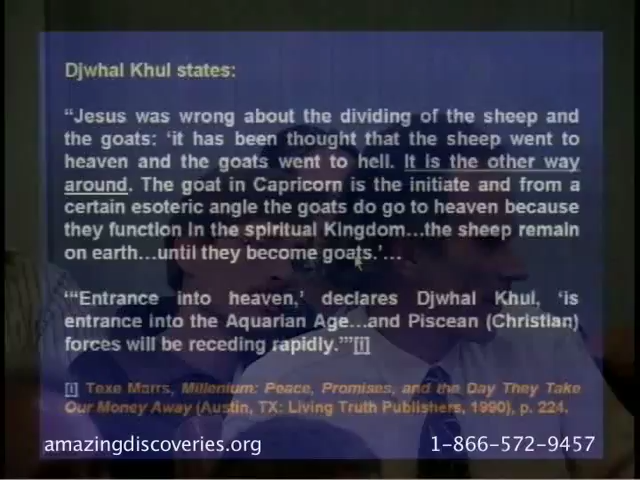 Djwhal Khul states:
“Jesus was wrong about the dividing of the sheep and
the goats: ‘it has been thought that the sheep went to
heaven and the goats went to hell. It is the other way
around. The goat in Capricorn is the initiate and from a
certain esoteric angle the goats do go to heaven because
they function in the spiritual Kingdom…the sheep remain
on earth…until they become goats.’…
“‘Entrance into heaven,’ declares Djwhal Khul, ‘is
entrance into the Aquarian Age…and Piscean (Christian)
forces will be receding rapidly.’”[i]
[i] Texe Marrs, Millenium: Peace, Promises, and the Day They Take
Our Money Away (Austin, TX: Living Truth Publishers, 1990), p. 224.
amazingdiscoveries.org 1-866-572-9457